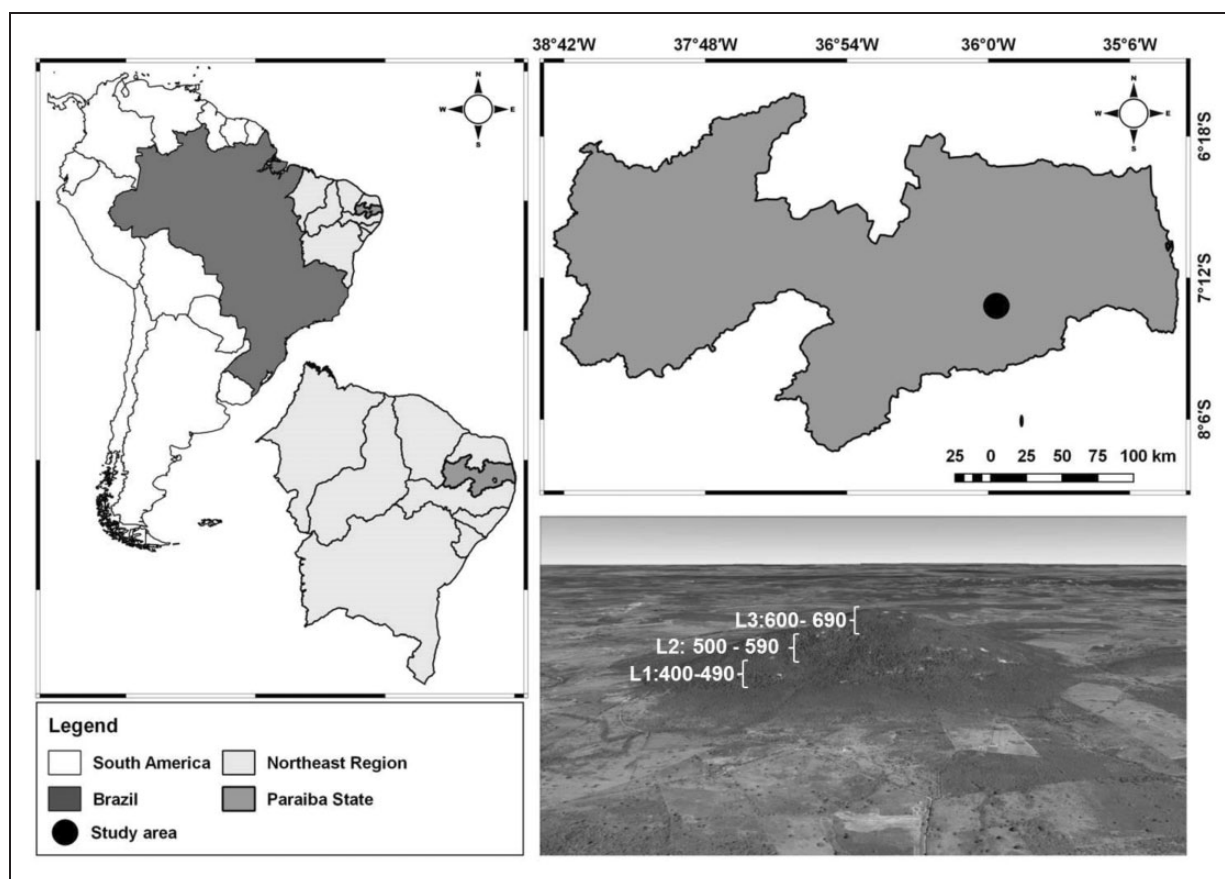 N
W E
S
38°42'W 37°48'W 36°54'W 36°0'W 35°6'W
N
W E
S
6°18'S
7°12'S
8°6'S
25 0 25 50 75 100 km
L3:600- 690
L2: 500 - 590
L1:400-490
Legend
South America Northeast Region
Brazil Paraiba State
Study area